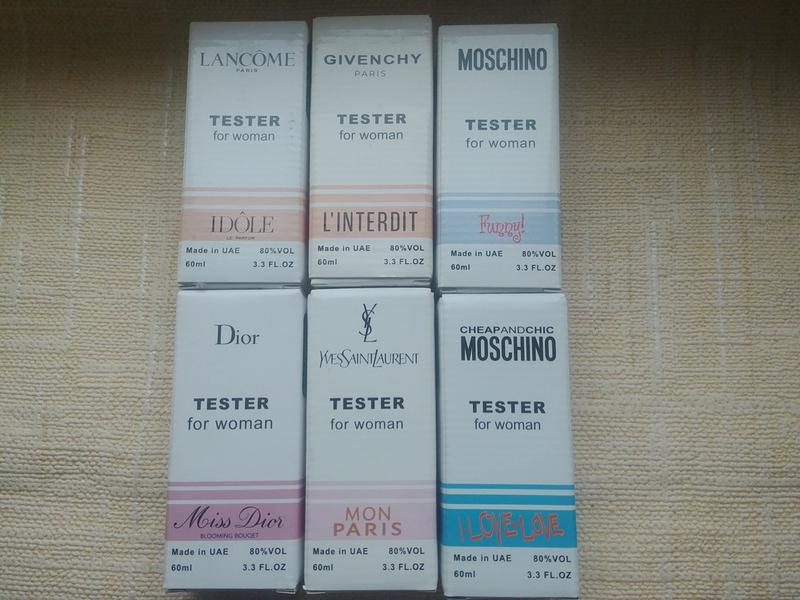 LANCÔME
PARIS
TESTER
for woman
IDÔLE
LE PARFUM
Made in UAE 80%VOL
60ml 3.3 FL.OZ
GIVENCHY
PARIS
TESTER
for woman
L'INTERDIT
Made in UAE 80%VOL
60ml 3.3 FL.OZ
MOSCHINO
TESTER
for woman
Funny!
Made in UAE 80%VOL
60ml 3.3 FL.OZ
Dior
TESTER
for woman
Miss Dior
BLOOMING BOUQET
Made in UAE 80%VOL
60ml 3.3 FL.OZ
YSL
YVESSAINTLAURENT
TESTER
for woman
MON
PARIS
Made in UAE 80%VOL
60ml 3.3 FL.OZ
CHEAPANDCHIC
MOSCHINO
TESTER
for woman
I LOVE LOVE
Made in UAE 80%VOL
60ml 3.3 FL.OZ